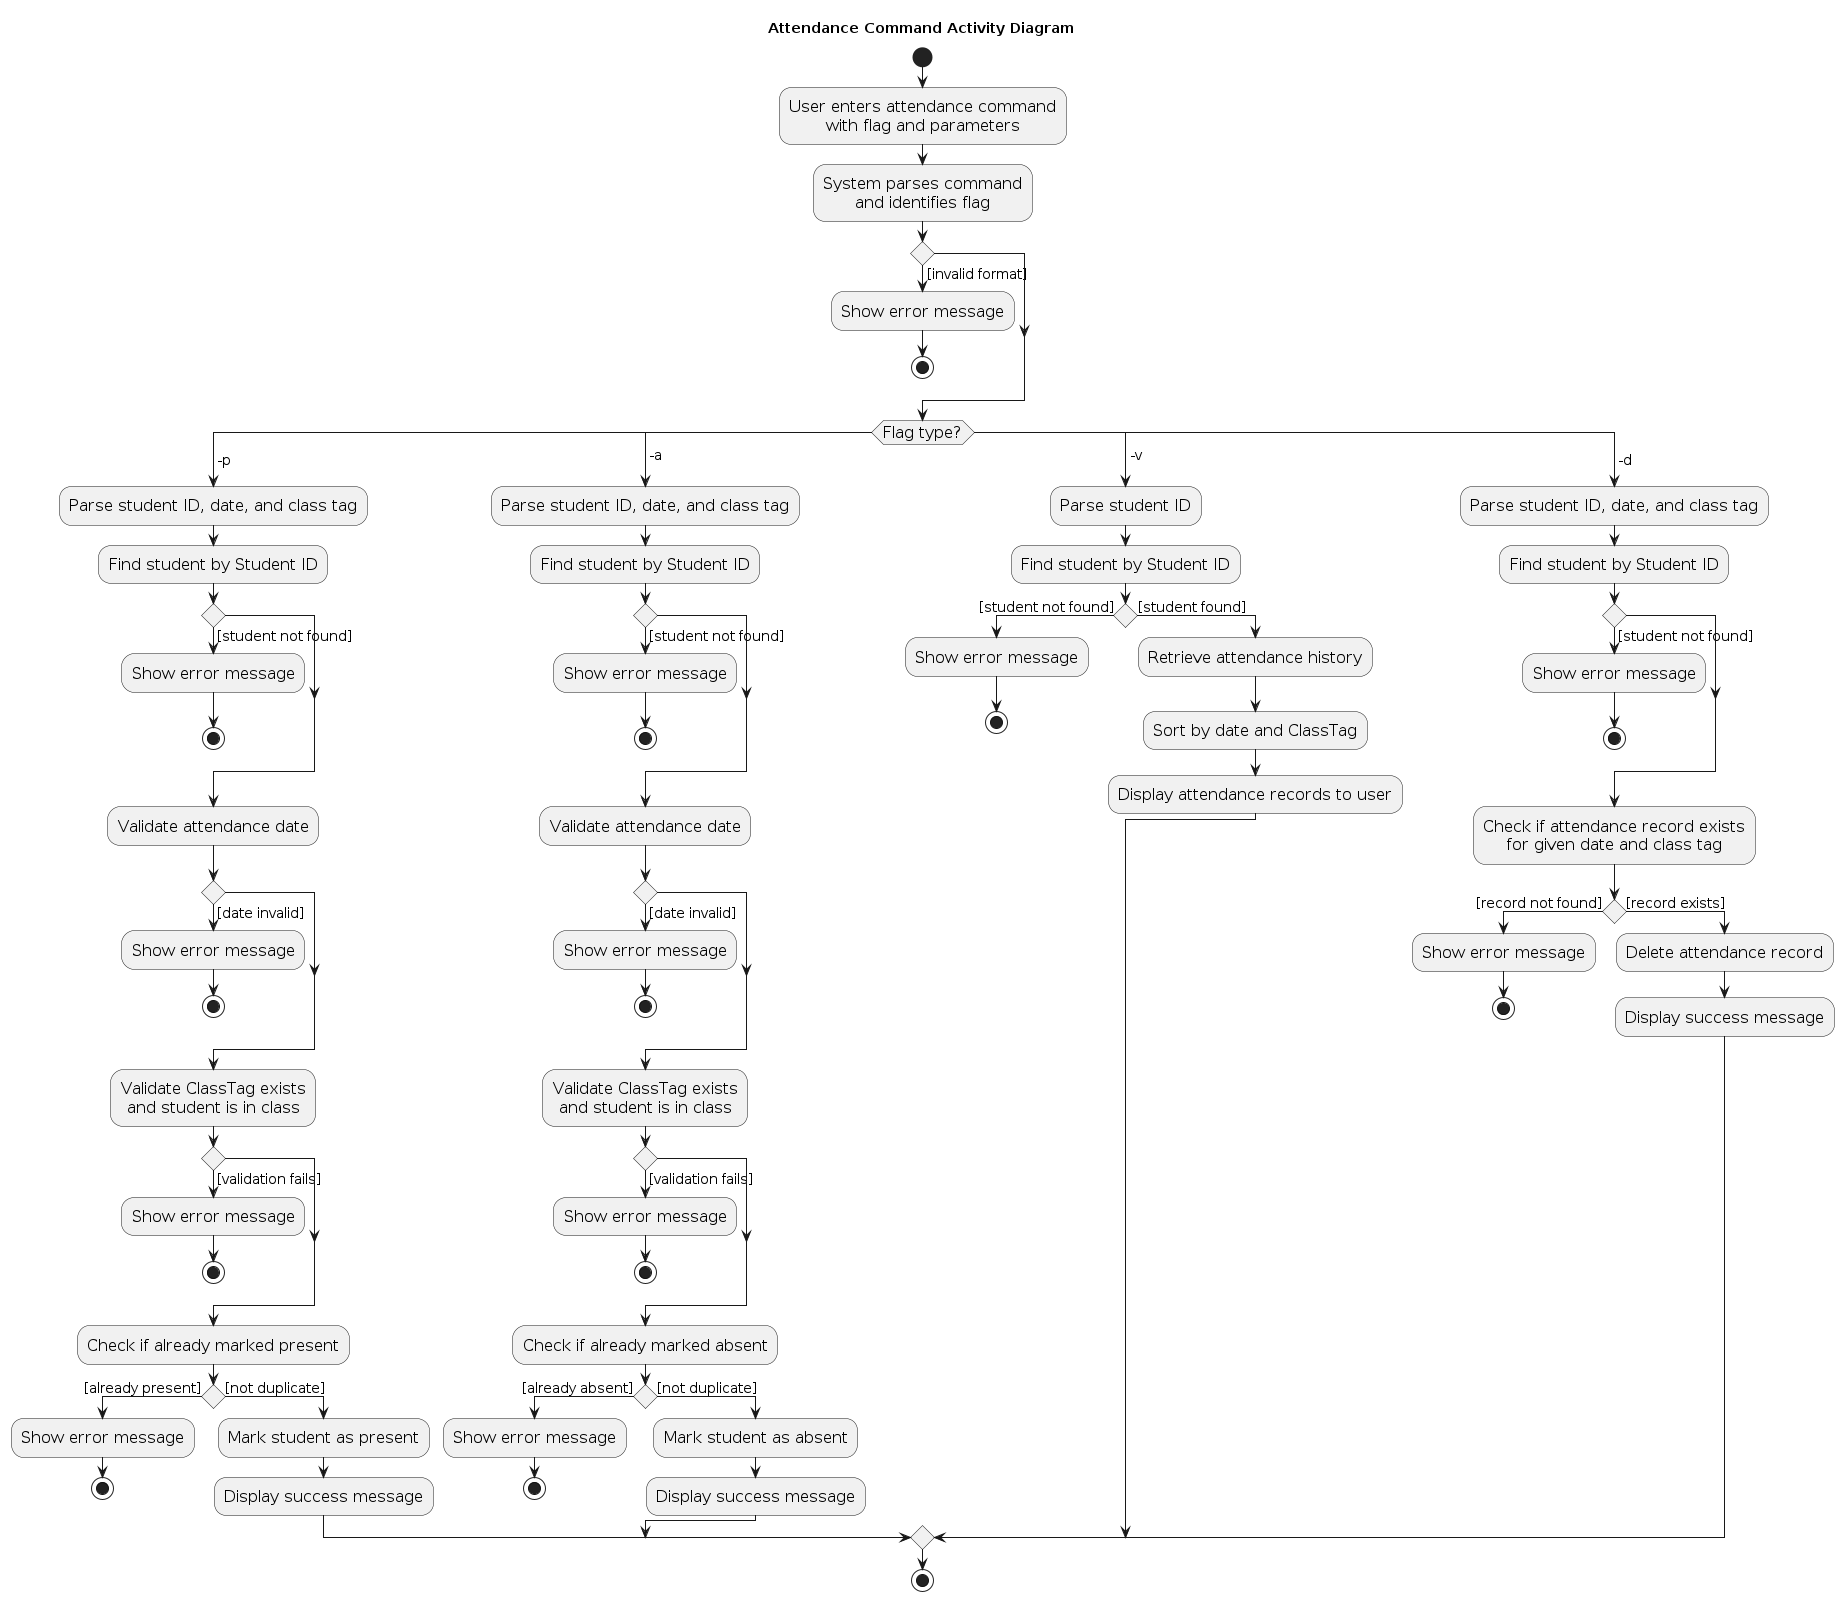 Attendance Command Activity Diagram
User enters attendance command
with flag and parameters
System parses command
and identifies flag
[invalid format]
Show error message
Flag type?
-p
Parse student ID, date, and class tag
Find student by Student ID
[student not found]
Show error message
Validate attendance date
[date invalid]
Show error message
Validate ClassTag exists
and student is in class
[validation fails]
Show error message
Check if already marked present
[already present]
[not duplicate]
Show error message
Mark student as present
Display success message
-a
Parse student ID, date, and class tag
Find student by Student ID
[student not found]
Show error message
Validate attendance date
[date invalid]
Show error message
Validate ClassTag exists
and student is in class
[validation fails]
Show error message
Check if already marked absent
[already absent]
[not duplicate]
Show error message
Mark student as absent
Display success message
-v
Parse student ID
Find student by Student ID
[student not found]
[student found]
Show error message
Retrieve attendance history
Sort by date and ClassTag
Display attendance records to user
-d
Parse student ID, date, and class tag
Find student by Student ID
[student not found]
Show error message
Check if attendance record exists
for given date and class tag
[record not found]
[record exists]
Show error message
Delete attendance record
Display success message